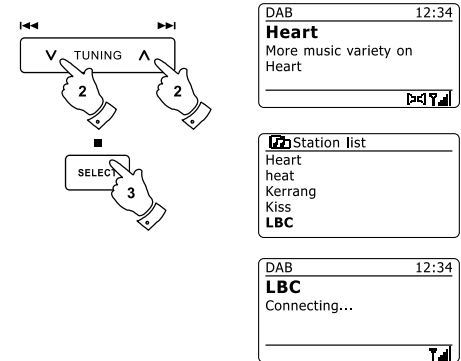 TUNING
2
2
SELECT
3
DAB 12:34
Heart
More music variety on
Heart
Station list
Heart
heat
Kerrang
Kiss
LBC
DAB 12:34
LBC
Connecting...